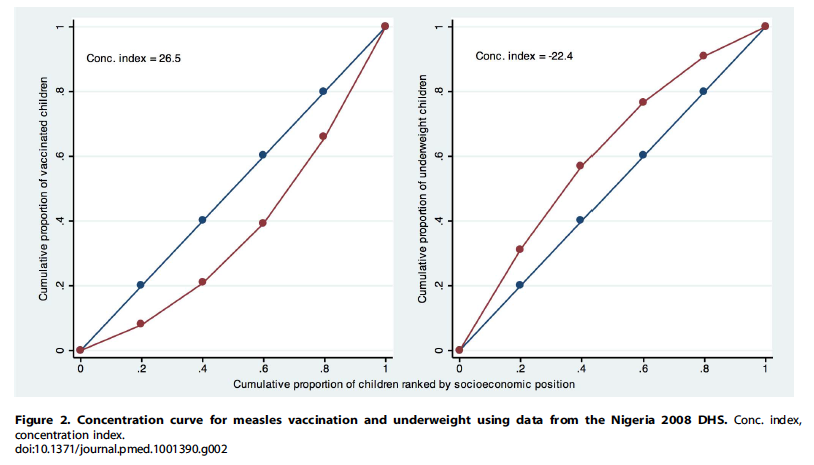 Conc. index = 26.5
Cumulative proportion of vaccinated children
1
.8
.6
.4
.2
0
0 .2 .4 .6 .8 1
Conc. index = -22.4
Cumulative proportion of underweight children
1
.8
.6
.4
.2
0
0 .2 .4 .6 .8 1
Cumulative proportion of children ranked by socioeconomic position
Figure 2. Concentration curve for measles vaccination and underweight using data from the Nigeria 2008 DHS. Conc. index,
concentration index.
doi:10.1371/journal.pmed.1001390.g002